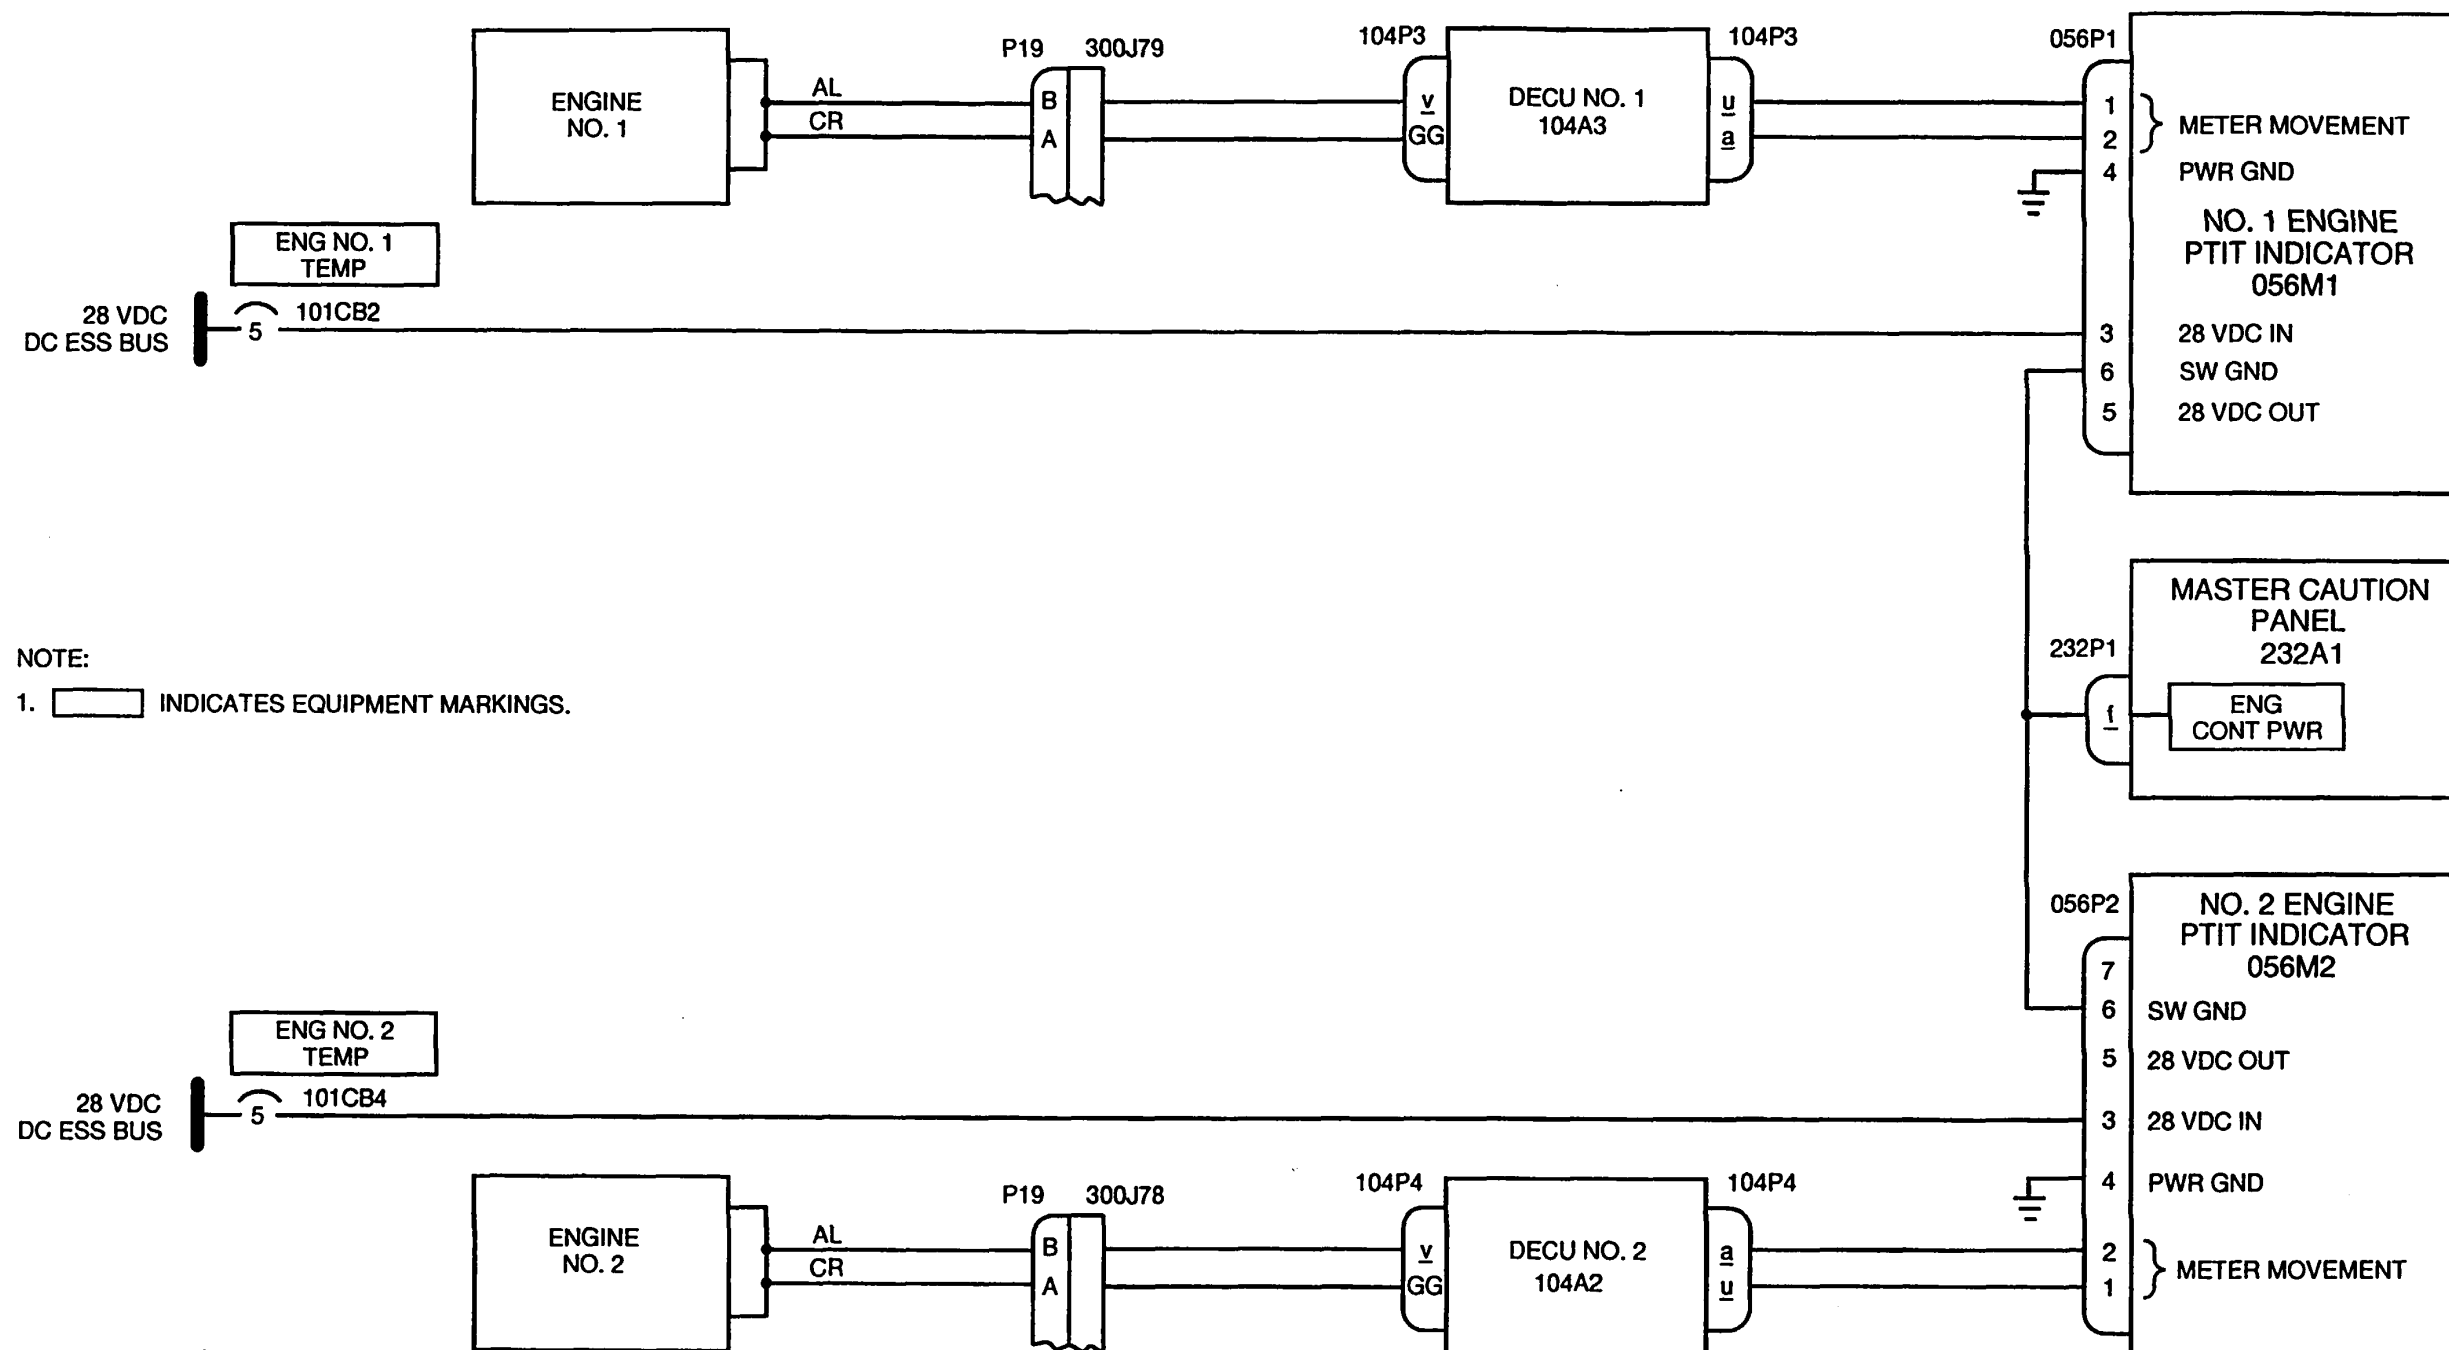 P19 300J79 104P3 104P3 056P1
ENGINE
NO. 1
AL
CR
B
A
v
GG
DECU NO. 1
104A3
u
a
1
2
METER MOVEMENT
4 PWR GND
NO. 1 ENGINE
PTIT INDICATOR
056M1
ENG NO. 1
TEMP
28 VDC
DC ESS BUS
5
101CB2
3 28 VDC IN
6 SW GND
5 28 VDC OUT
MASTER CAUTION
PANEL
232A1
232P1
f
ENG
CONT PWR
NOTE:
1. INDICATES EQUIPMENT MARKINGS.
056P2
NO. 2 ENGINE
PTIT INDICATOR
056M2
7
6 SW GND
5 28 VDC OUT
ENG NO. 2
TEMP
28 VDC
DC ESS BUS
5
101CB4
3 28 VDC IN
4 PWR GND
P19 300J78 104P4 104P4
ENGINE
NO. 2
AL
CR
B
A
v
GG
DECU NO. 2
104A2
a
u
2
1
METER MOVEMENT